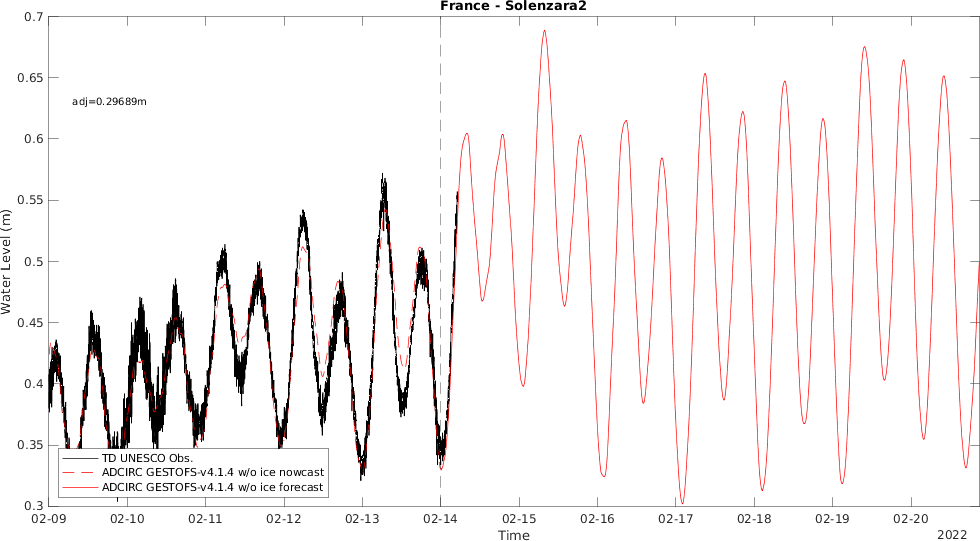 France - Solenzara2
0.7
0.65
adj=0.29689m
0.6
0.55
0.5
0.45
0.4
0.35
0.3
Water Level (m)
TD UNESCO Obs.
ADCIRC GESTOFS-v4.1.4 w/o ice nowcast
ADCIRC GESTOFS-v4.1.4 w/o ice forecast
02-09 02-10 02-11 02-12 02-13 02-14 02-15 02-16 02-17 02-18 02-19 02-20
Time
2022